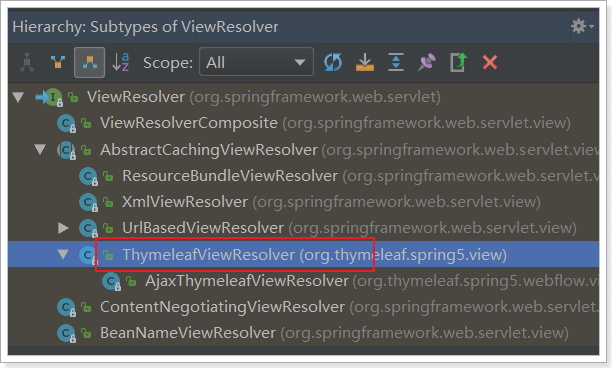 Hierarchy: Subtypes of ViewResolver
Scope: All
ViewResolver (org.springframework.web.servlet)
ViewResolverComposite (org.springframework.web.servlet.view)
AbstractCachingViewResolver (org.springframework.web.servlet.view
ResourceBundleViewResolver (org.springframework.web.servlet.view)
XmlViewResolver (org.springframework.web.servlet.view)
UrlBasedViewResolver (org.springframework.web.servlet.view)
ThymeleafViewResolver (org.thymeleaf.spring5.view)
AjaxThymeleafViewResolver (org.thymeleaf.spring5.webflow.vi
ContentNegotiatingViewResolver (org.springframework.web.servlet.view)
BeanNameViewResolver (org.springframework.web.servlet.view)